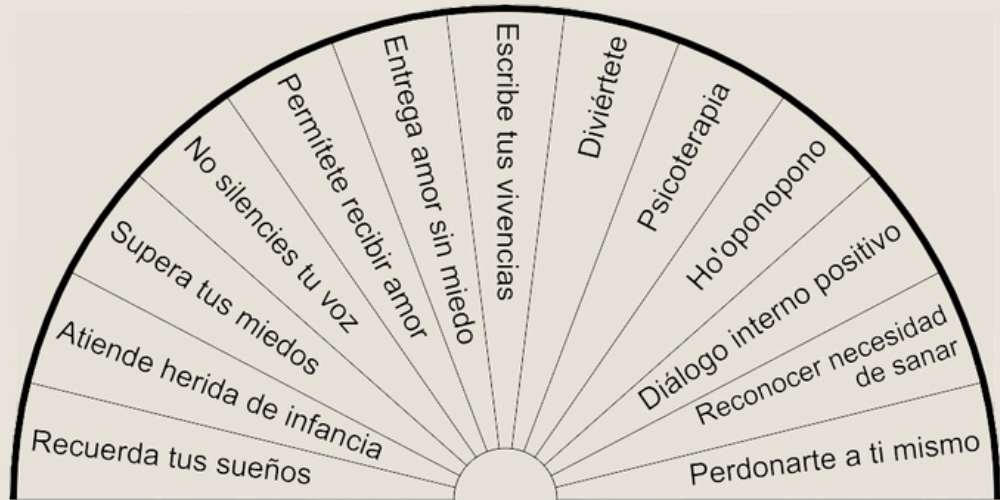 Recuerda tus sueños
Atiende herida de infancia
Supera tus miedos
No silencies tu voz
Permítete recibir amor
Entrega amor sin miedo
Escribe tus vivencias
Diviértete
Psicoterapia
Ho'oponopono
Diálogo interno positivo
Reconocer necesidad
de sanar
Perdonarte a ti mismo